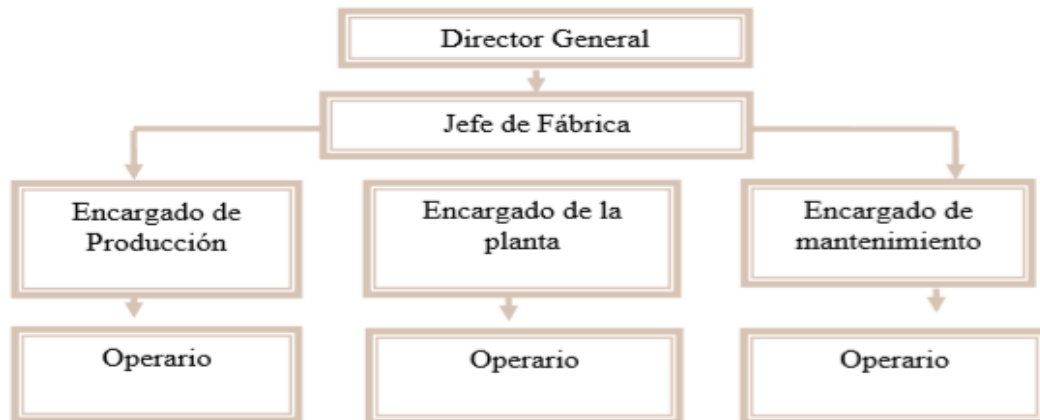 Director General
Jefe de Fábrica
Encargado de
Producción
Encargado de la
planta
Encargado de
mantenimiento
Operario
Operario
Operario